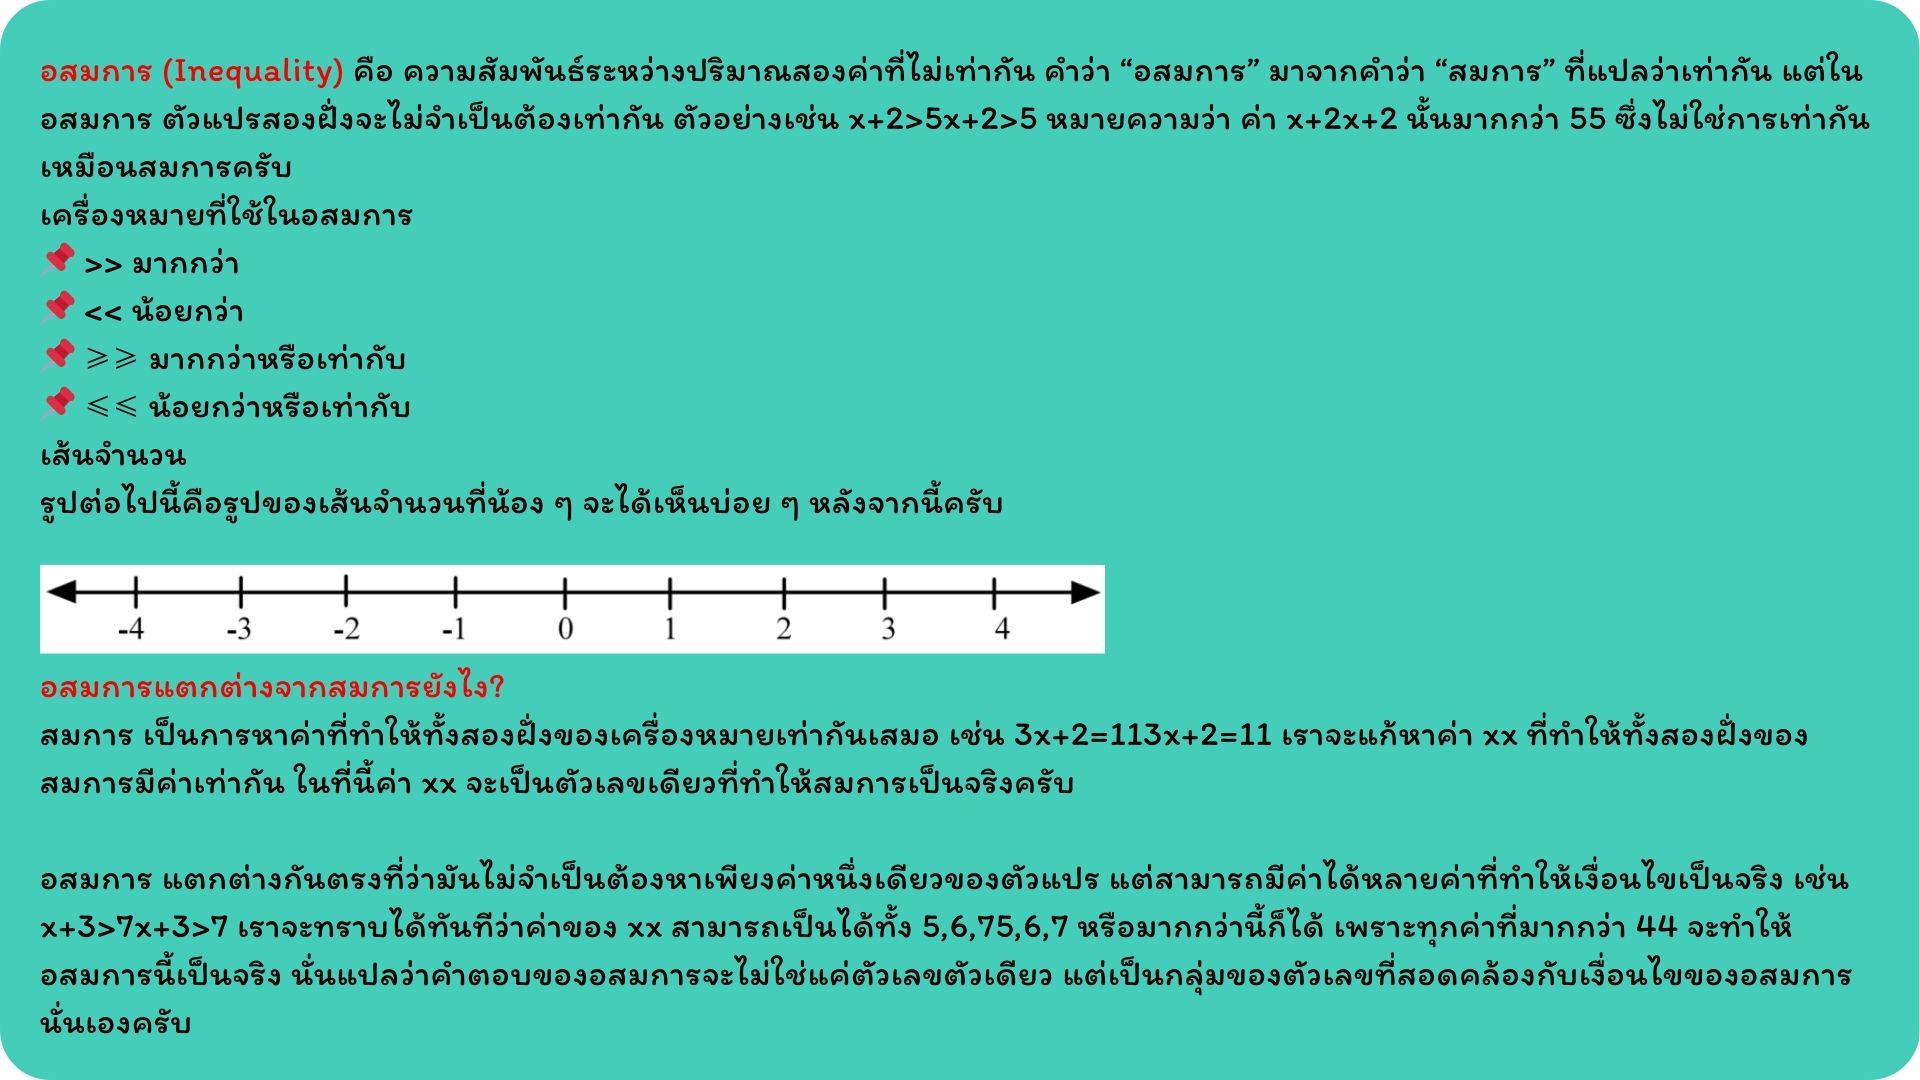 อสมการ (Inequality) คือ ความสัมพันธ์ระหว่างปริมาณสองค่าที่ไม่เท่ากัน คำว่า “อสมการ” มาจากคำว่า “สมการ” ที่แปลว่าเท่ากัน แต่ใน
อสมการ ตัวแปรสองฝั่งจะไม่จำเป็นต้องเท่ากัน ตัวอย่างเช่น x+2>5x+2>5 หมายความว่า ค่า x+2x+2 นั้นมากกว่า 55 ซึ่งไม่ใช่การเท่ากัน
เหมือนสมการครับ
เครื่องหมายที่ใช้ในอสมการ
📌 >> มากกว่า
📌 << น้อยกว่า
📌 ⩾⩾ มากกว่าหรือเท่ากับ
📌 ⩽⩽ น้อยกว่าหรือเท่ากับ
เส้นจำนวน
รูปต่อไปนี้คือรูปของเส้นจำนวนที่น้อง ๆ จะได้เห็นบ่อย ๆ หลังจากนี้ครับ
-4 -3 -2 -1 0 1 2 3 4
อสมการแตกต่างจากสมการยังไง?
สมการ เป็นการหาค่าที่ทำให้ทั้งสองฝั่งของเครื่องหมายเท่ากันเสมอ เช่น 3x+2=113x+2=11 เราจะแก้หาค่า xx ที่ทำให้ทั้งสองฝั่งของ
สมการมีค่าเท่ากัน ในที่นี้ค่า xx จะเป็นตัวเลขเดียวที่ทำให้สมการเป็นจริงครับ
อสมการ แตกต่างกันตรงที่ว่ามันไม่จำเป็นต้องหาเพียงค่าหนึ่งเดียวของตัวแปร แต่สามารถมีค่าได้หลายค่าที่ทำให้เงื่อนไขเป็นจริง เช่น
x+3>7x+3>7 เราจะทราบได้ทันทีว่าค่าของ xx สามารถเป็นได้ทั้ง 5,6,75,6,7 หรือมากกว่านี้ก็ได้ เพราะทุกค่าที่มากกว่า 44 จะทำให้
อสมการนี้เป็นจริง นั่นแปลว่าคำตอบของอสมการจะไม่ใช่แค่ตัวเลขตัวเดียว แต่เป็นกลุ่มของตัวเลขที่สอดคล้องกับเงื่อนไขของอสมการ
นั่นเองครับ